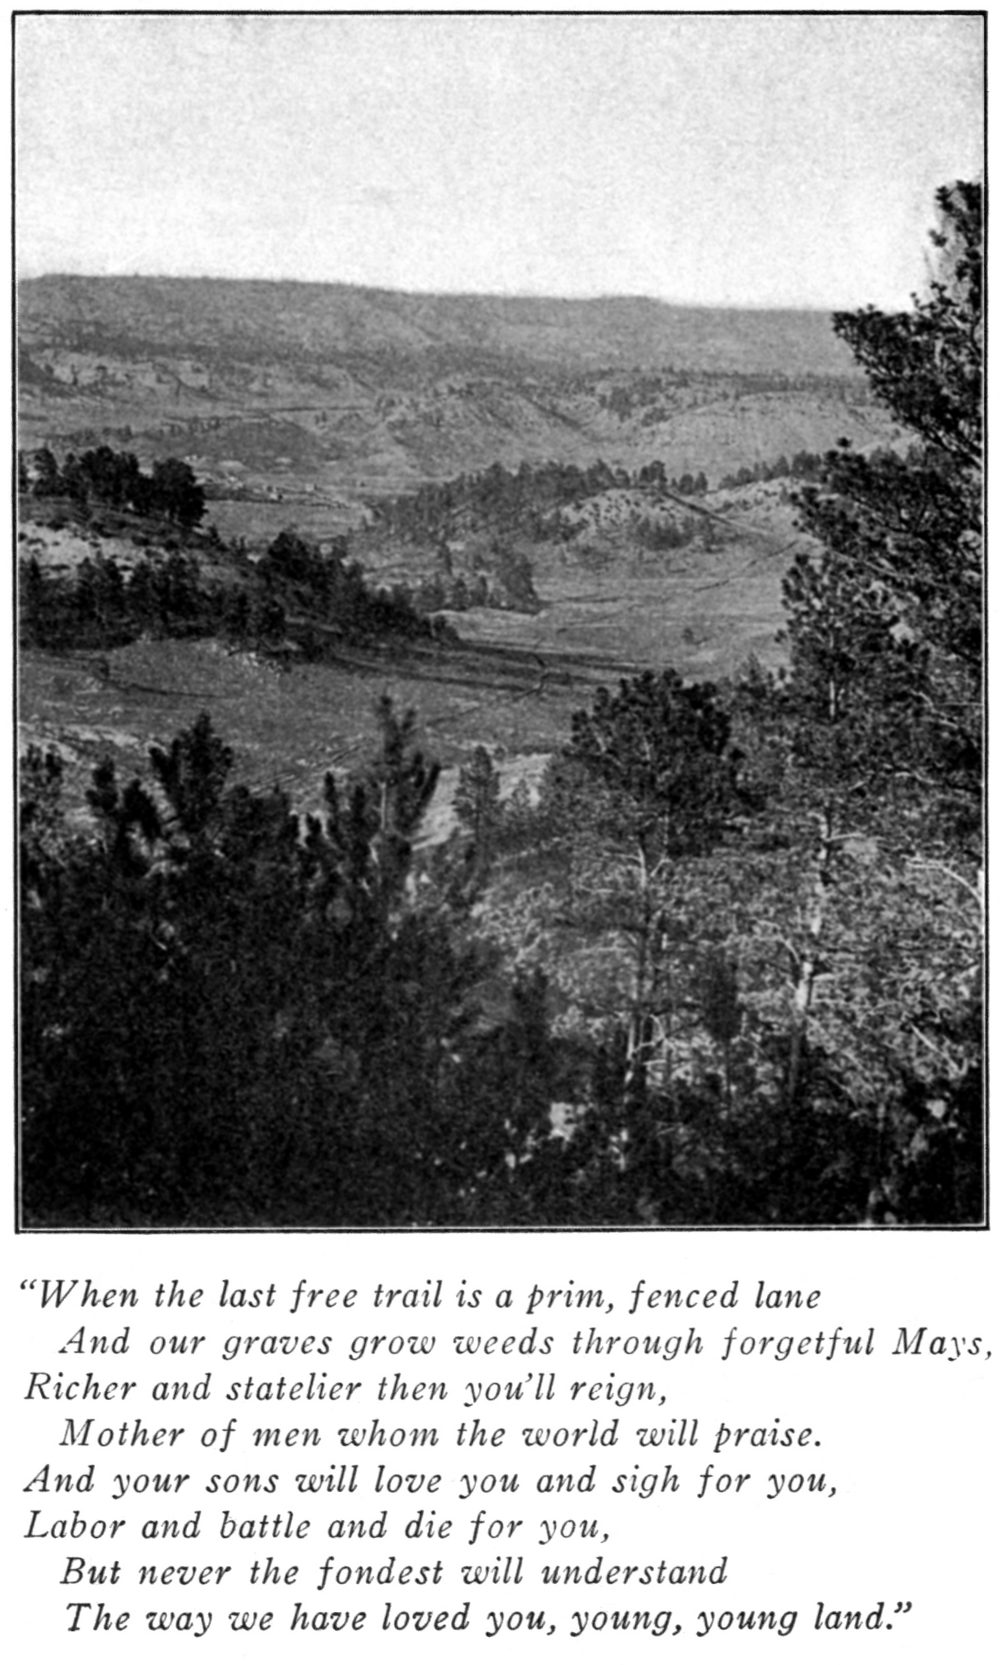 “When the last free trail is a prim, fenced lane
And our graves grow weeds through forgetful Mays,
Richer and statelier then you’ll reign,
Mother of men whom the world will praise.
And your sons will love you and sigh for you,
Labor and battle and die for you,
But never the fondest will understand
The way we have loved you, young, young land.”